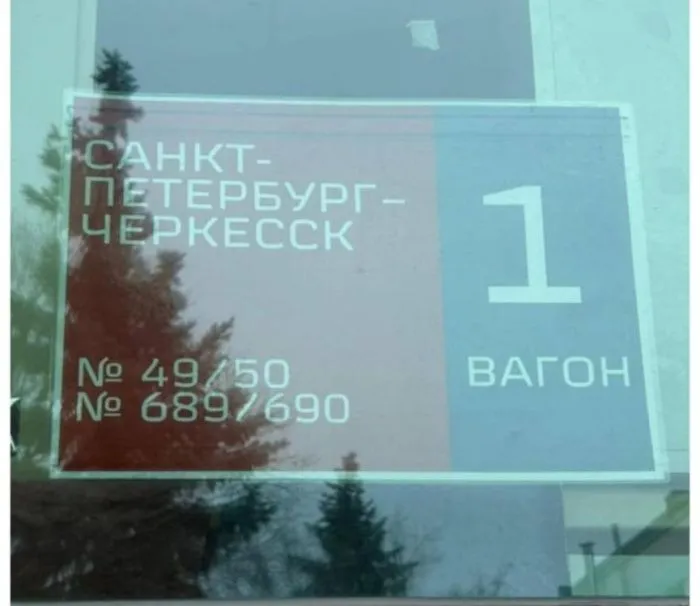 САНКТ-
ПЕТЕРБУРГ–
ЧЕРКЕССК
№ 49/50
№ 689/690
1
ВАГОН